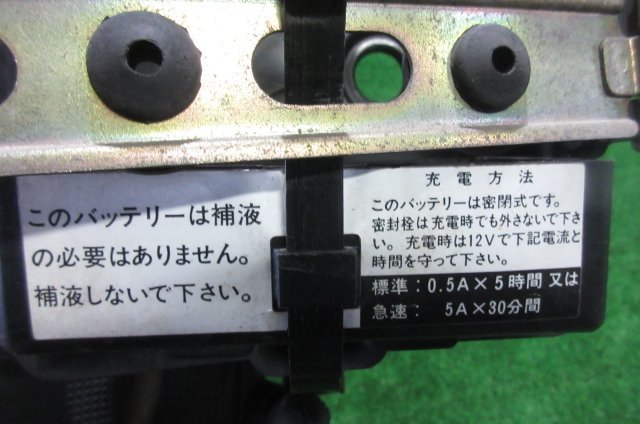 このバッテリーは補液
の必要はありません。
補液しないで下さい。
充電方法
このバッテリーは密閉式です。
密封栓は充電時でも外さないで下さ
い。充電時は12Vで下記電流と
時間を守って下さい。
標準:0.5A×5時間又は
急速: 5A×30分間